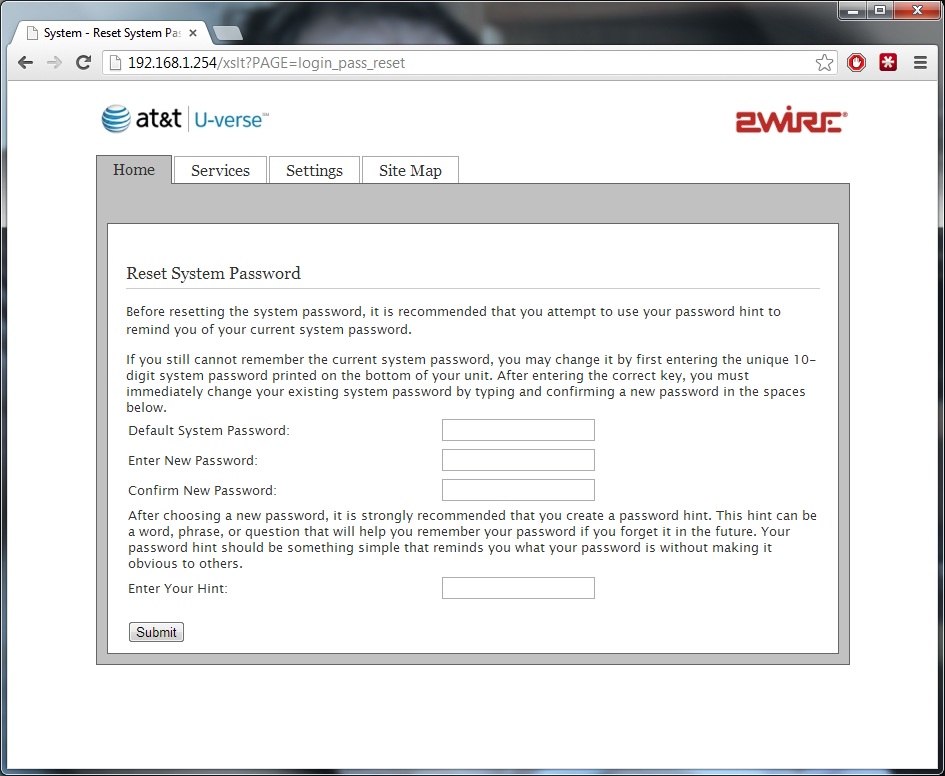 System - Reset System Pa
192.168.1.254/xslt?PAGE=login_pass_reset
at&t U-verse℠
2WIRE®
Home Services Settings Site Map
Reset System Password
Before resetting the system password, it is recommended that you attempt to use your password hint to
remind you of your current system password.
If you still cannot remember the current system password, you may change it by first entering the unique 10-
digit system password printed on the bottom of your unit. After entering the correct key, you must
immediately change your existing system password by typing and confirming a new password in the spaces
below.
Default System Password:
Enter New Password:
Confirm New Password:
After choosing a new password, it is strongly recommended that you create a password hint. This hint can be
a word, phrase, or question that will help you remember your password if you forget it in the future. Your
password hint should be something simple that reminds you what your password is without making it
obvious to others.
Enter Your Hint:
Submit